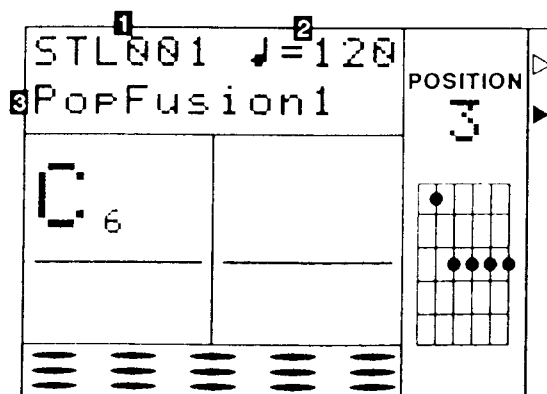 1 2
STL001 ♩=120
3 PopFusion1
POSITION
3
C6